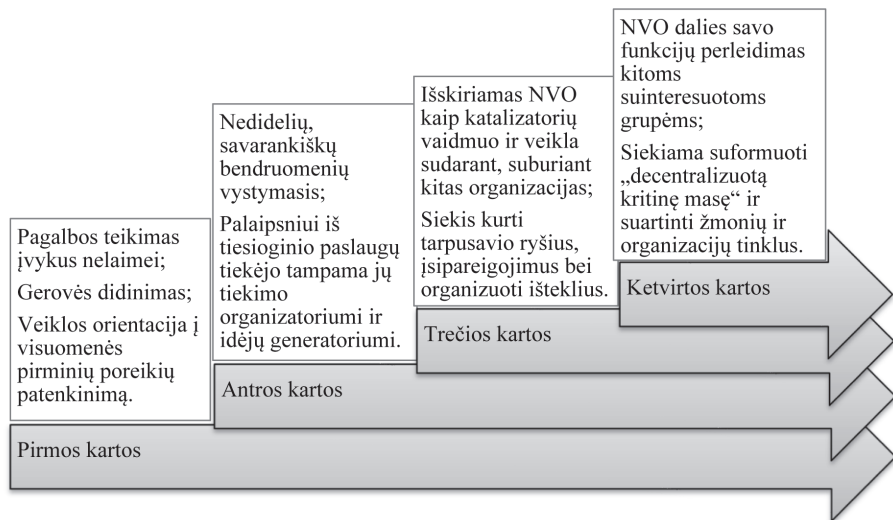 Pagalbos teikimas
įvykus nelaimei;
Gerovės didinimas;
Veiklos orientacija į
visuomenės
pirminių poreikių
patenkinimą.
Pirmos kartos
Nedidelių,
savarankiškų
bendruomenių
vystymasis;
Palaipsniui iš
tiesioginio paslaugų
tiekėjo tampama jų
tiekimo
organizatoriumi ir
idėjų generatoriumi.
Antros kartos
Išskiriamas NVO
kaip katalizatorių
vaidmuo ir veikla
sudarant, suburiant
kitas organizacijas;
Siekis kurti
tarpusavio ryšius,
įsipareigojimus bei
organizuoti išteklius.
Trečios kartos
NVO dalies savo
funkcijų perleidimas
kitoms
suinteresuotoms
grupėms;
Siekiama suformuoti
„decentralizuotą
kritinę masę“ ir
suartinti žmonių ir
organizacijų tinklus.
Ketvirtos kartos